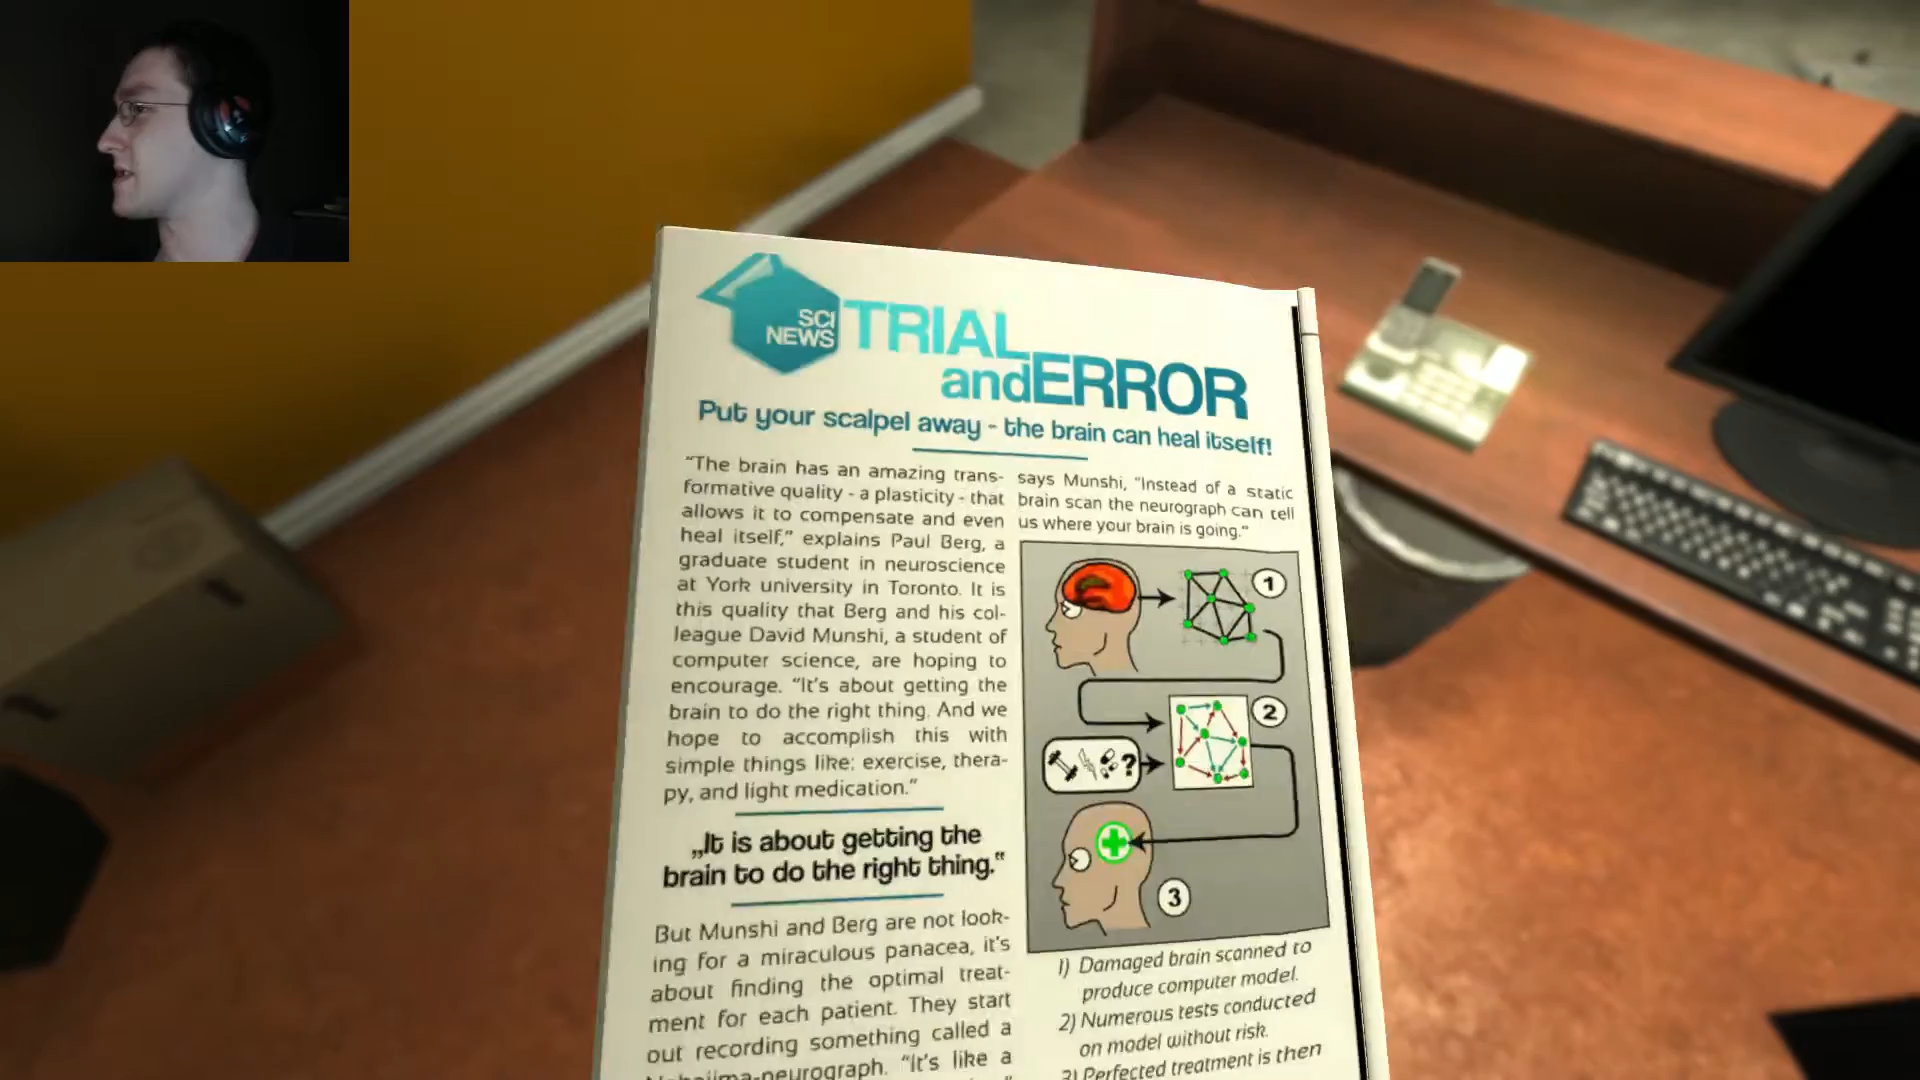 SCI
NEWS
TRIAL
andERROR
Put your scalpel away - the brain can heal itself!
"The brain has an amazing trans-
formative quality - a plasticity - that
allows it to compensate and even
heal itself," explains Paul Berg, a
graduate student in neuroscience
at York university in Toronto. It is
this quality that Berg and his col-
league David Munshi, a student of
computer science, are hoping to
encourage. "It's about getting the
brain to do the right thing. And we
hope to accomplish this with
simple things like: exercise, thera-
py, and light medication."
„It is about getting the
brain to do the right thing."
But Munshi and Berg are not look-
ing for a miraculous panacea, it's
about finding the optimal treat-
ment for each patient. They start
out recording something called a
"It's like a
says Munshi, "Instead of a static
brain scan the neurograph can tell
us where your brain is going."
1
2
?
3
1) Damaged brain scanned to
produce computer model.
2) Numerous tests conducted
on model without risk.
3) Perfected treatment is then